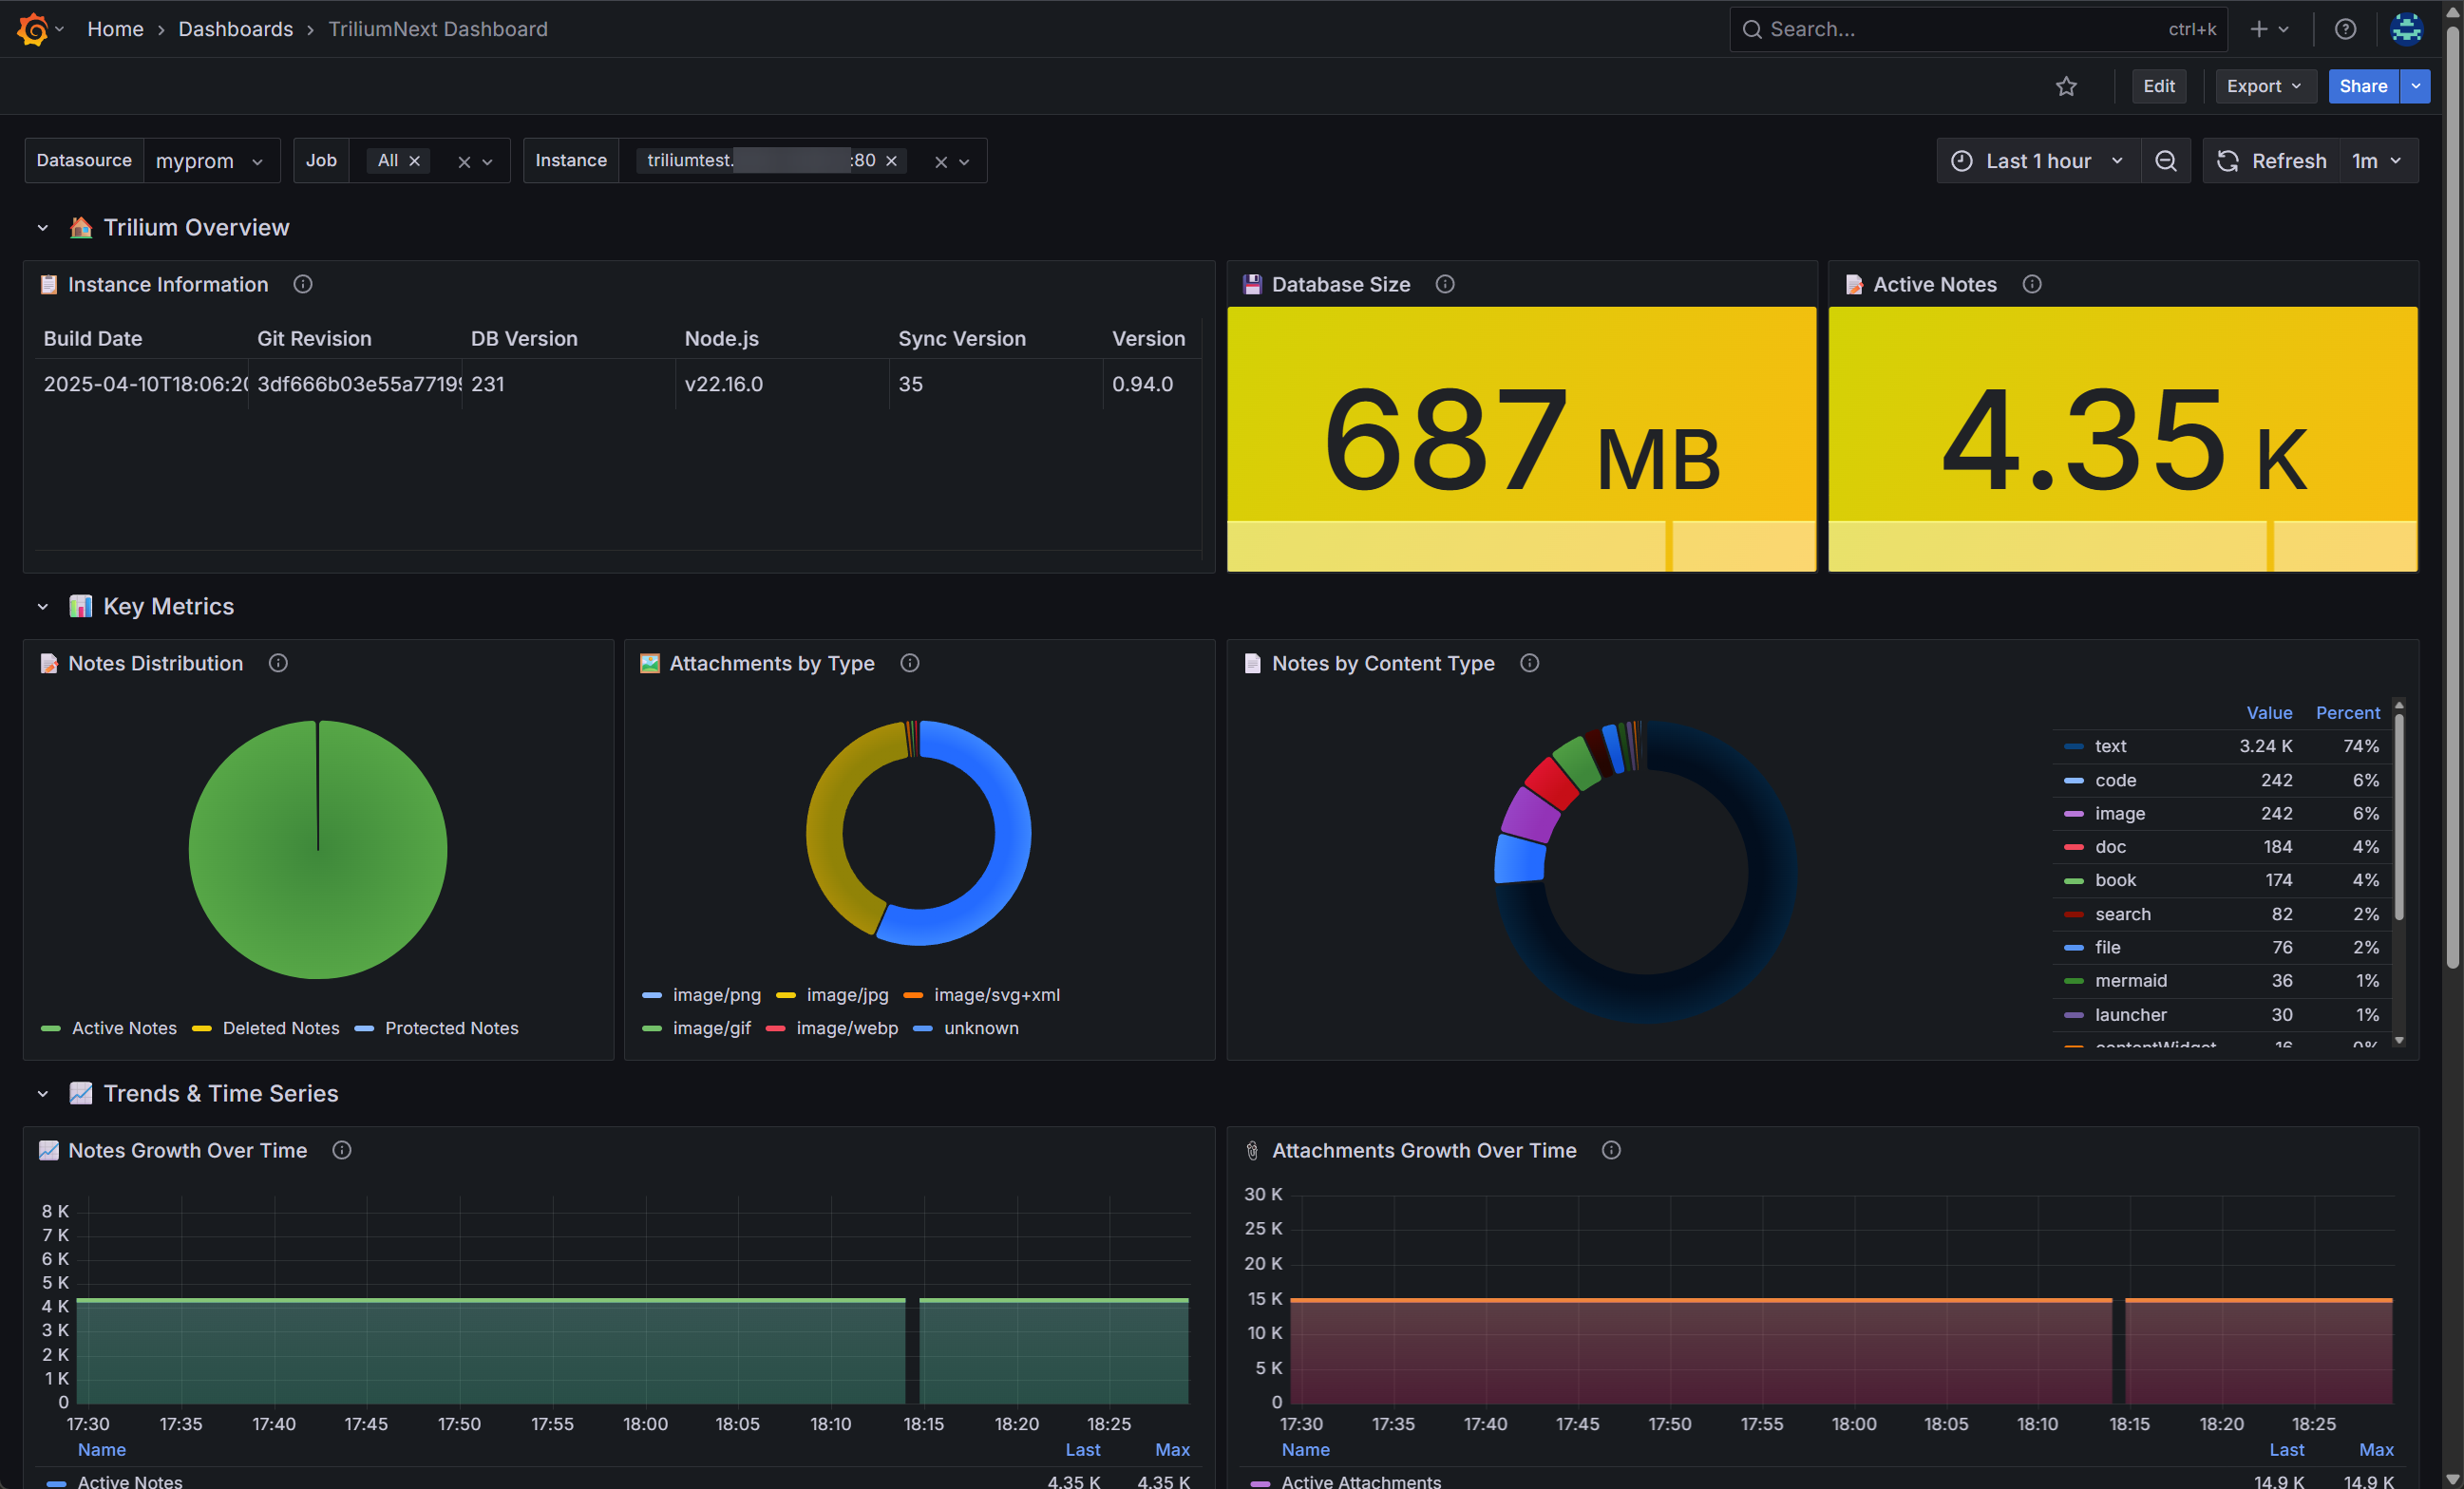 Home › Dashboards › TriliumNext Dashboard
Search...
ctrl+k
Edit
Export
Share
Datasource
myprom
Job
All
Instance
triliumtest.
:80
Last 1 hour
Refresh
1m
Trilium Overview
Instance Information
Build Date Git Revision DB Version Node.js Sync Version Version
2025-04-10T18:06:20 3df666b03e55a7719 231 v22.16.0 35 0.94.0
Database Size
687 MB
Active Notes
4.35 K
Key Metrics
Notes Distribution
Active Notes Deleted Notes Protected Notes
Attachments by Type
image/png image/jpg image/svg+xml
image/gif image/webp unknown
Notes by Content Type
Value Percent
text 3.24 K 74%
code 242 6%
image 242 6%
doc 184 4%
book 174 4%
search 82 2%
file 76 2%
mermaid 36 1%
launcher 30 1%
contentWidget 16 0%
Trends & Time Series
Notes Growth Over Time
8 K
7 K
6 K
5 K
4 K
3 K
2 K
1 K
0
17:30 17:35 17:40 17:45 17:50 17:55 18:00 18:05 18:10 18:15 18:20 18:25
Name Last Max
Active Notes 4.35 K 4.35 K
Attachments Growth Over Time
30 K
25 K
20 K
15 K
10 K
5 K
0
17:30 17:35 17:40 17:45 17:50 17:55 18:00 18:05 18:10 18:15 18:20 18:25
Name Last Max
Active Attachments 14.9 K 14.9 K